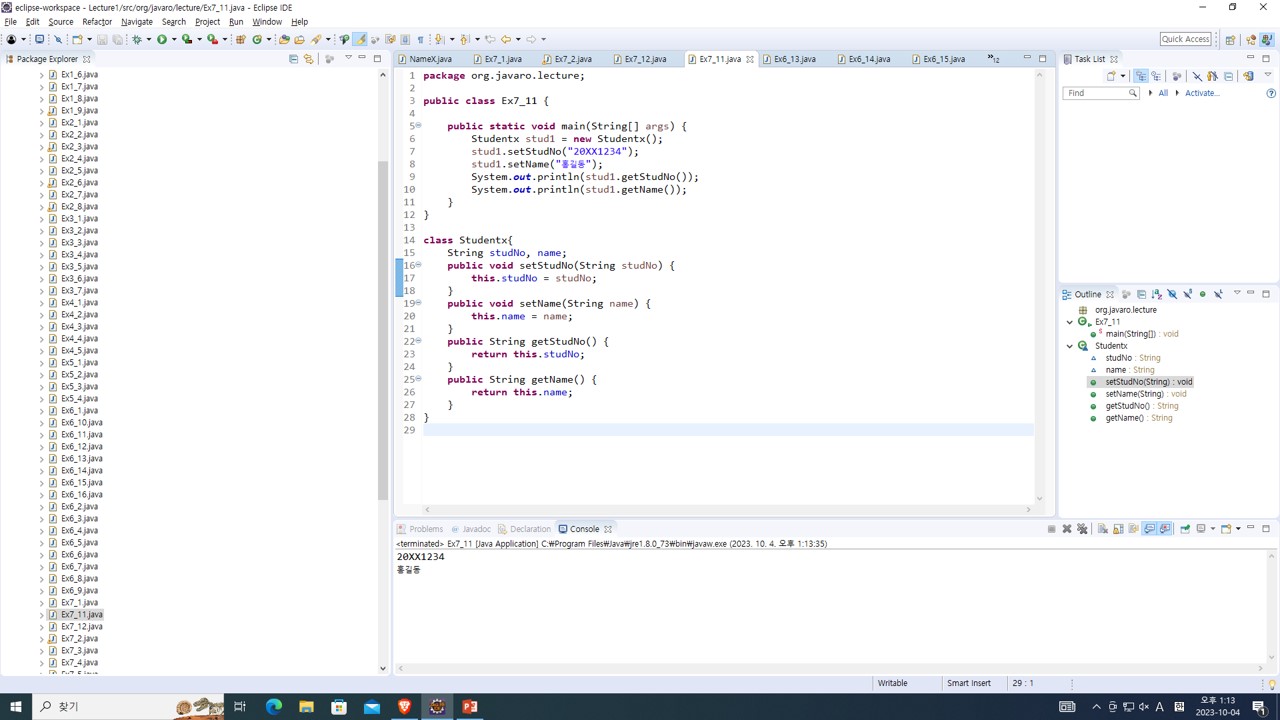 eclipse-workspace - Lecture1/src/org/javaro/lecture/Ex7_11.java - Eclipse IDE
File Edit Source Refactor Navigate Search Project Run Window Help
Quick Access
Package Explorer
Ex1_6.java
Ex1_7.java
Ex1_8.java
Ex1_9.java
Ex2_1.java
Ex2_2.java
Ex2_3.java
Ex2_4.java
Ex2_5.java
Ex2_6.java
Ex2_7.java
Ex2_8.java
Ex3_1.java
Ex3_2.java
Ex3_3.java
Ex3_4.java
Ex3_5.java
Ex3_6.java
Ex3_7.java
Ex4_1.java
Ex4_2.java
Ex4_3.java
Ex4_4.java
Ex4_5.java
Ex5_1.java
Ex5_2.java
Ex5_3.java
Ex5_4.java
Ex6_1.java
Ex6_10.java
Ex6_11.java
Ex6_12.java
Ex6_13.java
Ex6_14.java
Ex6_15.java
Ex6_16.java
Ex6_2.java
Ex6_3.java
Ex6_4.java
Ex6_5.java
Ex6_6.java
Ex6_7.java
Ex6_8.java
Ex6_9.java
Ex7_1.java
Ex7_11.java
Ex7_12.java
Ex7_2.java
Ex7_3.java
Ex7_4.java
NameX.java Ex7_1.java Ex7_2.java Ex7_12.java Ex7_11.java Ex6_13.java Ex6_14.java Ex6_15.java »12
1 package org.javaro.lecture;
2
3 public class Ex7_11 {
4
5 public static void main(String[] args) {
6 Studentx stud1 = new Studentx();
7 stud1.setStudNo("20XX1234");
8 stud1.setName("홍길동");
9 System.out.println(stud1.getStudNo());
10 System.out.println(stud1.getName());
11 }
12 }
13
14 class Studentx{
15 String studNo, name;
16 public void setStudNo(String studNo) {
17 this.studNo = studNo;
18 }
19 public void setName(String name) {
20 this.name = name;
21 }
22 public String getStudNo() {
23 return this.studNo;
24 }
25 public String getName() {
26 return this.name;
27 }
28 }
29
Task List
Find All Activate...
Outline
org.javaro.lecture
Ex7_11
main(String[]) : void
Studentx
studNo : String
name : String
setStudNo(String) : void
setName(String) : void
getStudNo() : String
getName() : String
Problems Javadoc Declaration Console
<terminated> Ex7_11 [Java Application] C:₩Program Files₩Java₩jre1.8.0_73₩bin₩javaw.exe (2023. 10. 4. 오후 1:13:35)
20XX1234
홍길동
Writable Smart Insert 29 : 1
찾기
A 漢
오후 1:13
2023-10-04